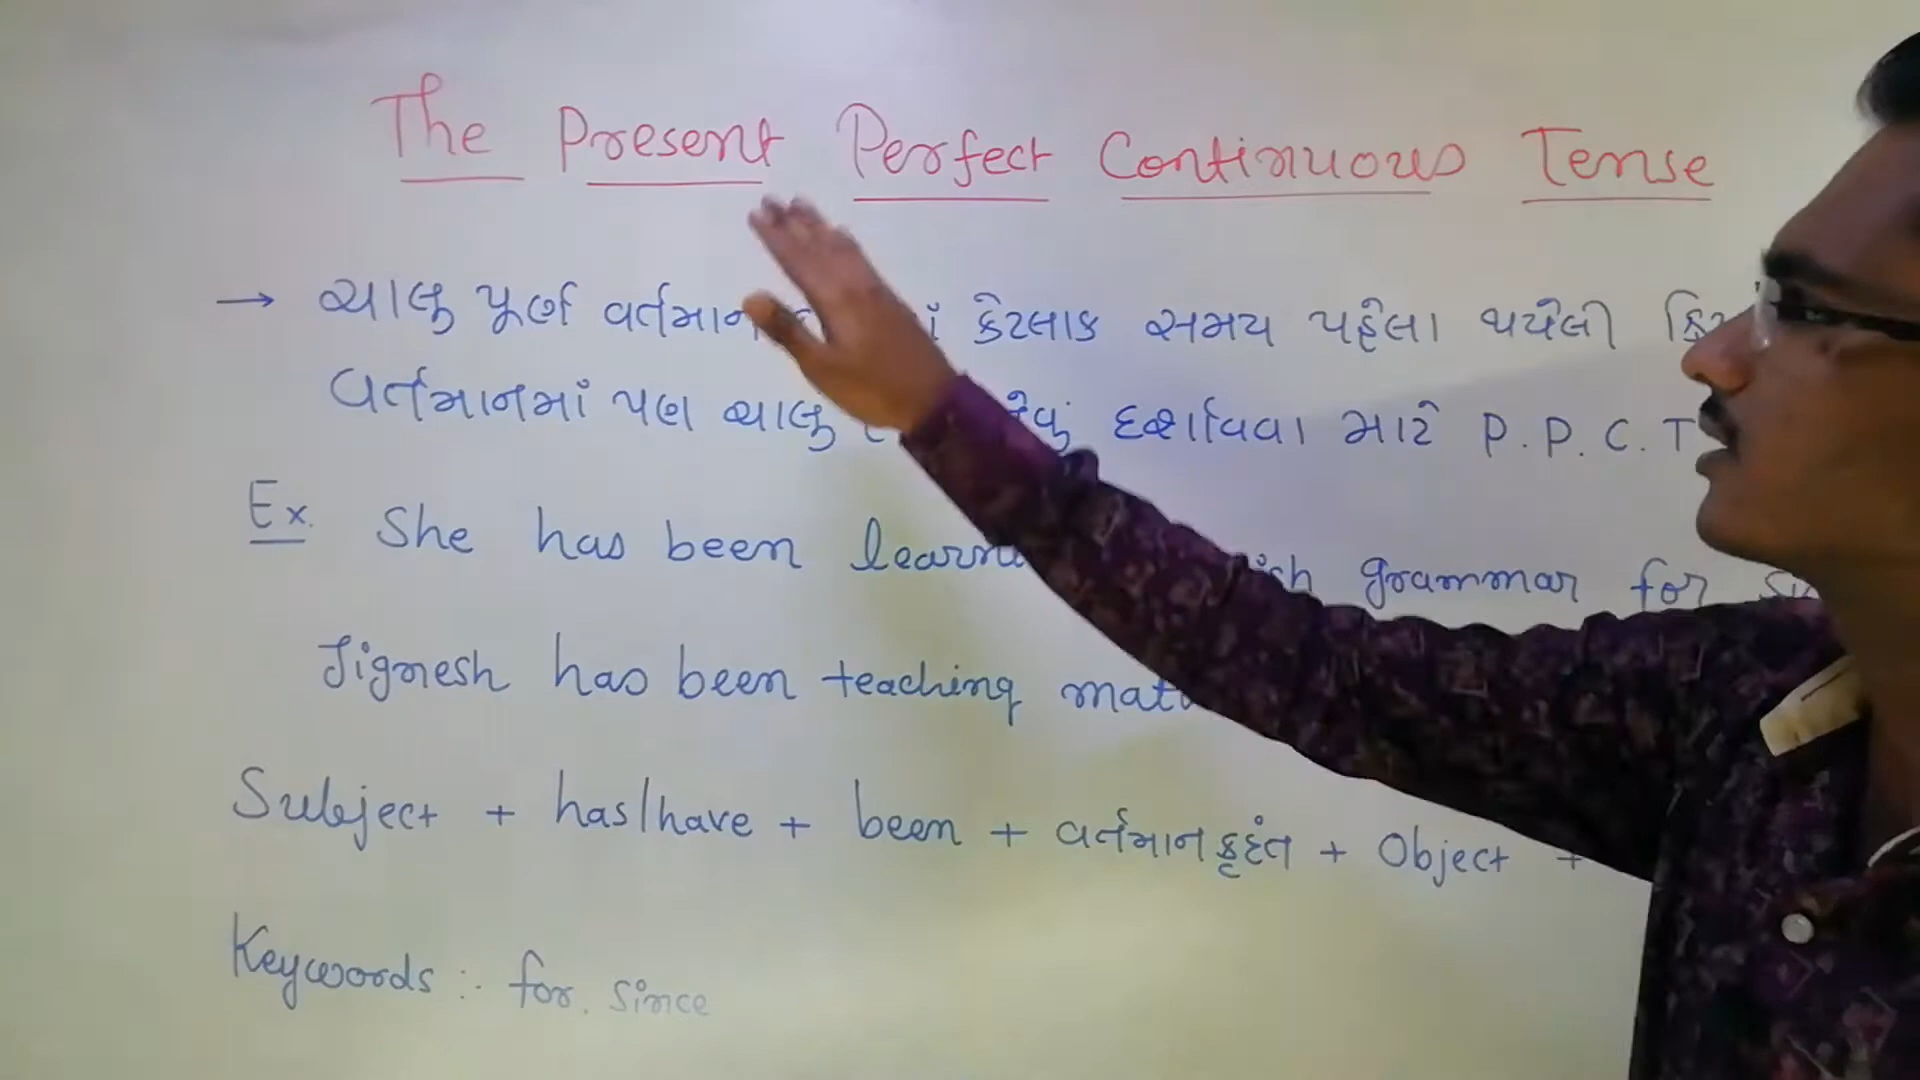 The Present Perfect Continuous Tense
→ ચાલુ પૂર્ણ વર્તમાન કેટલાક સમય પહેલા થયેલી
વર્તમાનમાં પણ ચાલુ દર્શાવવા માટે P.P.C.T
Ex. She has been grammar for
Jignesh has been teaching
Subject + has/have + been + વર્તમાન કૃદંત + Object +
Keywords : for, since